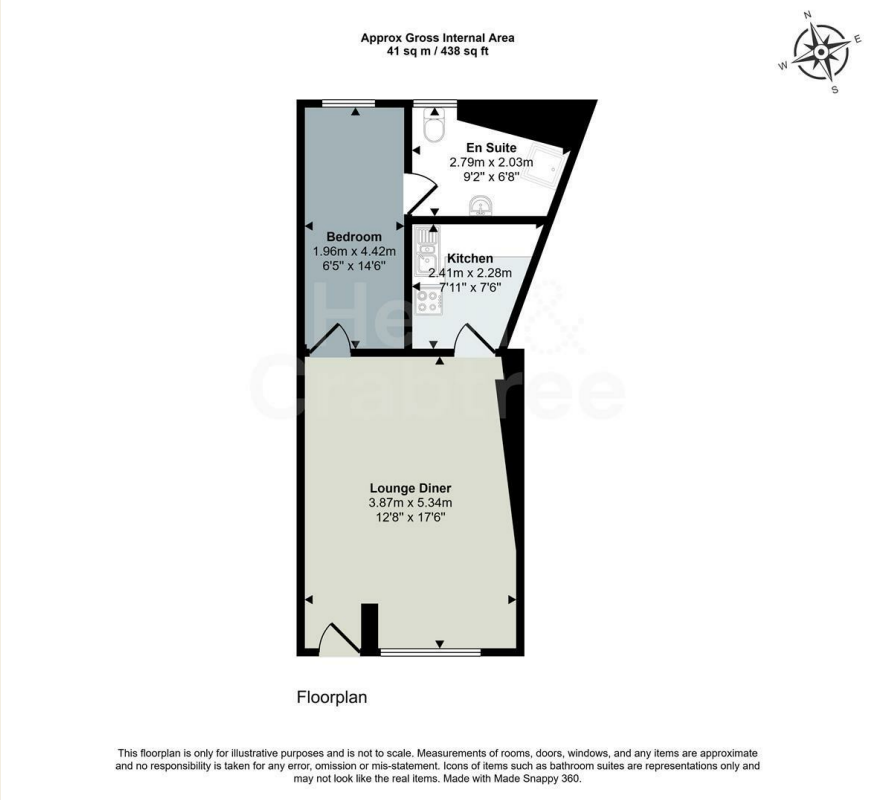 Approx Gross Internal Area
41 sq m / 438 sq ft
N
E
W
S
En Suite
2.79m x 2.03m
9'2" x 6'8"
Bedroom
1.96m x 4.42m
6'5" x 14'6"
Kitchen
2.41m x 2.28m
7'11" x 7'6"
&
Crabtree
Lounge Diner
3.87m x 5.34m
12'8" x 17'6"
Floorplan
This floorplan is only for illustrative purposes and is not to scale. Measurements of rooms, doors, windows, and any items are approximate
and no responsibility is taken for any error, omission or mis-statement. Icons of items such as bathroom suites are representations only and
may not look like the real items. Made with Made Snappy 360.